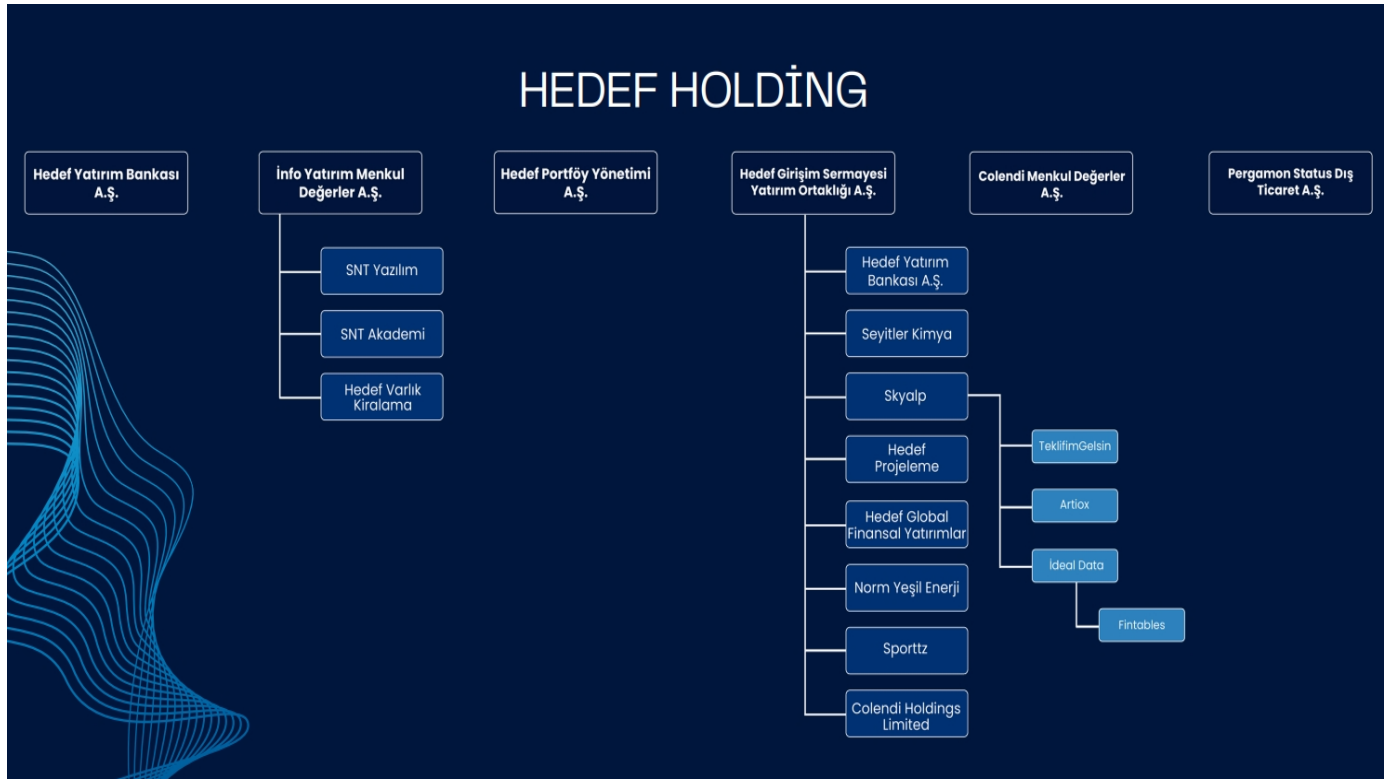 HEDEF HOLDİNG
Hedef Yatırım Bankası
A.Ş.
İnfo Yatırım Menkul
Değerler A.Ş.
Hedef Portföy Yönetimi
A.Ş.
Hedef Girişim Sermayesi
Yatırım Ortaklığı A.Ş.
Colendi Menkul Değerler
A.Ş.
Pergamon Status Dış
Ticaret A.Ş.
SNT Yazılım
SNT Akademi
Hedef Varlık
Kiralama
Hedef Yatırım
Bankası A.Ş.
Seyitler Kimya
Skyalp
Hedef
Projeleme
Hedef Global
Finansal Yatırımlar
Norm Yeşil Enerji
Sporttz
Colendi Holdings
Limited
TeklifimGelsin
Artiox
İdeal Data
Fintables